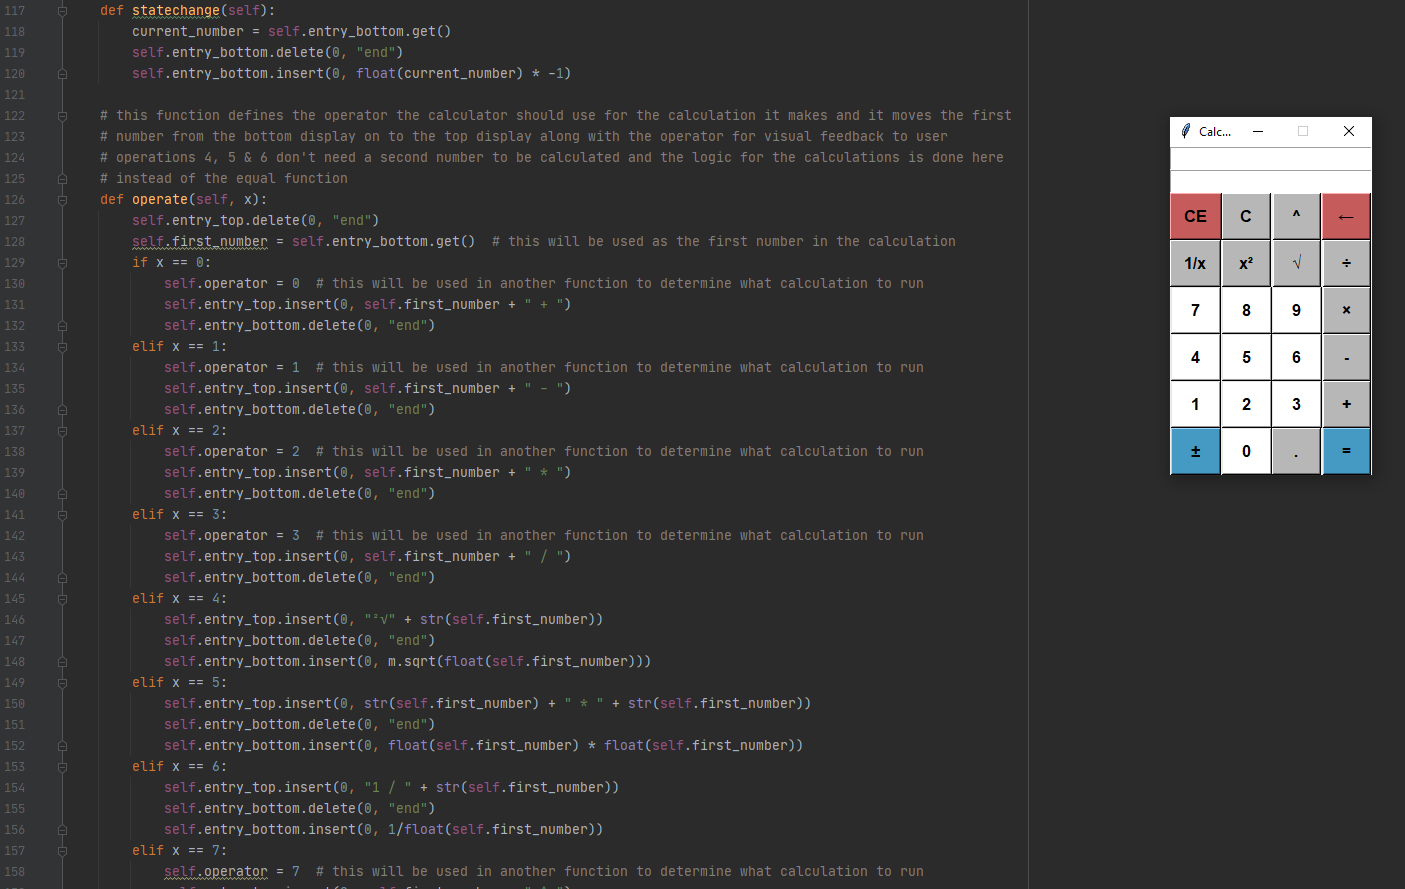 117 def statechange(self):
118 current_number = self.entry_bottom.get()
119 self.entry_bottom.delete(0, "end")
120 self.entry_bottom.insert(0, float(current_number) * -1)
121
122 # this function defines the operator the calculator should use for the calculation it makes and it moves the first
123 # number from the bottom display on to the top display along with the operator for visual feedback to user
124 # operations 4, 5 & 6 don't need a second number to be calculated and the logic for the calculations is done here
125 # instead of the equal function
126 def operate(self, x):
127 self.entry_top.delete(0, "end")
128 self.first_number = self.entry_bottom.get()  # this will be used as the first number in the calculation
129 if x == 0:
130 self.operator = 0  # this will be used in another function to determine what calculation to run
131 self.entry_top.insert(0, self.first_number + " + ")
132 self.entry_bottom.delete(0, "end")
133 elif x == 1:
134 self.operator = 1  # this will be used in another function to determine what calculation to run
135 self.entry_top.insert(0, self.first_number + " - ")
136 self.entry_bottom.delete(0, "end")
137 elif x == 2:
138 self.operator = 2  # this will be used in another function to determine what calculation to run
139 self.entry_top.insert(0, self.first_number + " * ")
140 self.entry_bottom.delete(0, "end")
141 elif x == 3:
142 self.operator = 3  # this will be used in another function to determine what calculation to run
143 self.entry_top.insert(0, self.first_number + " / ")
144 self.entry_bottom.delete(0, "end")
145 elif x == 4:
146 self.entry_top.insert(0, "²√" + str(self.first_number))
147 self.entry_bottom.delete(0, "end")
148 self.entry_bottom.insert(0, m.sqrt(float(self.first_number)))
149 elif x == 5:
150 self.entry_top.insert(0, str(self.first_number) + " * " + str(self.first_number))
151 self.entry_bottom.delete(0, "end")
152 self.entry_bottom.insert(0, float(self.first_number) * float(self.first_number))
153 elif x == 6:
154 self.entry_top.insert(0, "1 / " + str(self.first_number))
155 self.entry_bottom.delete(0, "end")
156 self.entry_bottom.insert(0, 1/float(self.first_number))
157 elif x == 7:
158 self.operator = 7  # this will be used in another function to determine what calculation to run
Calc...
CE C ^ ←
1/x x² √ ÷
7 8 9 ×
4 5 6 -
1 2 3 +
± 0 . =